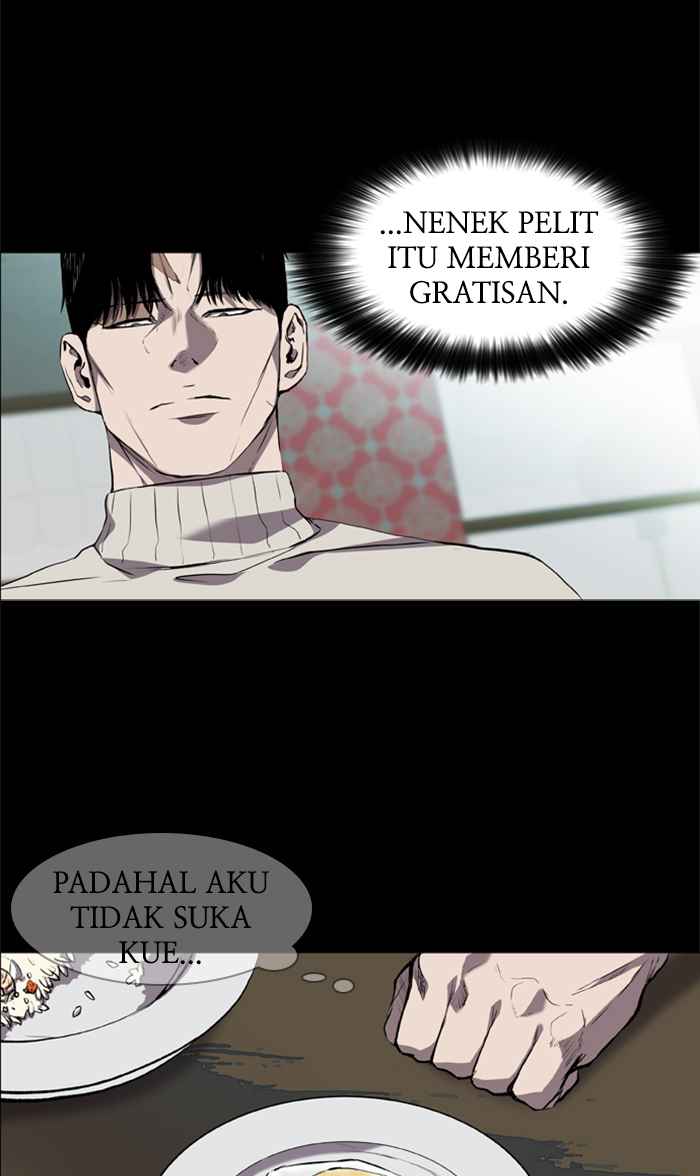 ...NENEK PELIT
ITU MEMBERI
GRATISAN.
PADAHAL AKU
TIDAK SUKA
KUE...